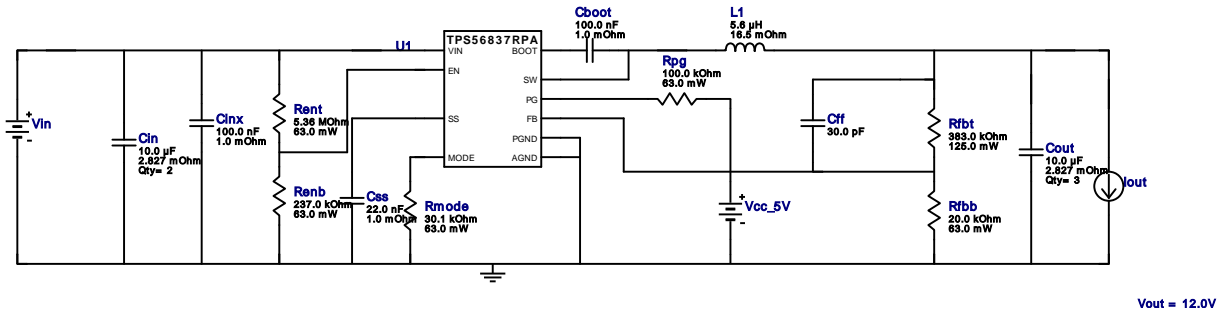 Vin
Cin
10.0 µF
2.827 mOhm
Qty= 2
Cinx
100.0 nF
1.0 mOhm
Rent
5.36 MOhm
63.0 mW
Renb
237.0 kOhm
63.0 mW
Css
22.0 nF
1.0 mOhm
Rmode
30.1 kOhm
63.0 mW
U1
TPS56837RPA
VIN
BOOT
EN
SW
PG
SS
FB
PGND
MODE
AGND
Cboot
100.0 nF
1.0 mOhm
L1
5.6 µH
16.5 mOhm
Rpg
100.0 kOhm
63.0 mW
Vcc_5V
Cff
30.0 pF
Rfbt
383.0 kOhm
125.0 mW
Rfbb
20.0 kOhm
63.0 mW
Cout
10.0 µF
2.827 mOhm
Qty= 3
Iout
Vout = 12.0V